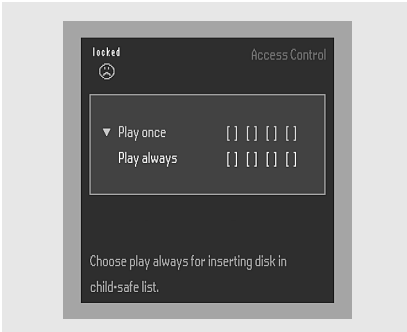 locked
Access Control
▼ Play once [ ] [ ] [ ] [ ]
Play always [ ] [ ] [ ] [ ]
Choose play always for inserting disk in
child-safe list.